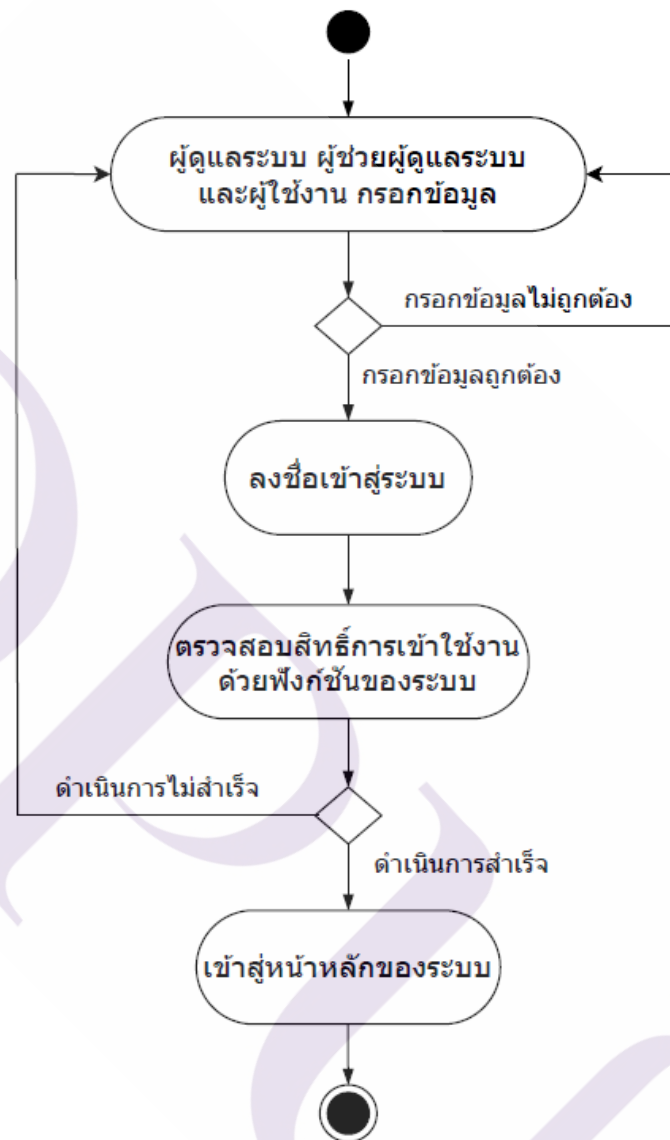 ผู้ดูแลระบบ ผู้ช่วยผู้ดูแลระบบ
และผู้ใช้งาน กรอกข้อมูล
กรอกข้อมูลไม่ถูกต้อง
กรอกข้อมูลถูกต้อง
ลงชื่อเข้าสู่ระบบ
ตรวจสอบสิทธิ์การเข้าใช้งาน
ด้วยฟังก์ชันของระบบ
ดำเนินการไม่สำเร็จ
ดำเนินการสำเร็จ
เข้าสู่หน้าหลักของระบบ